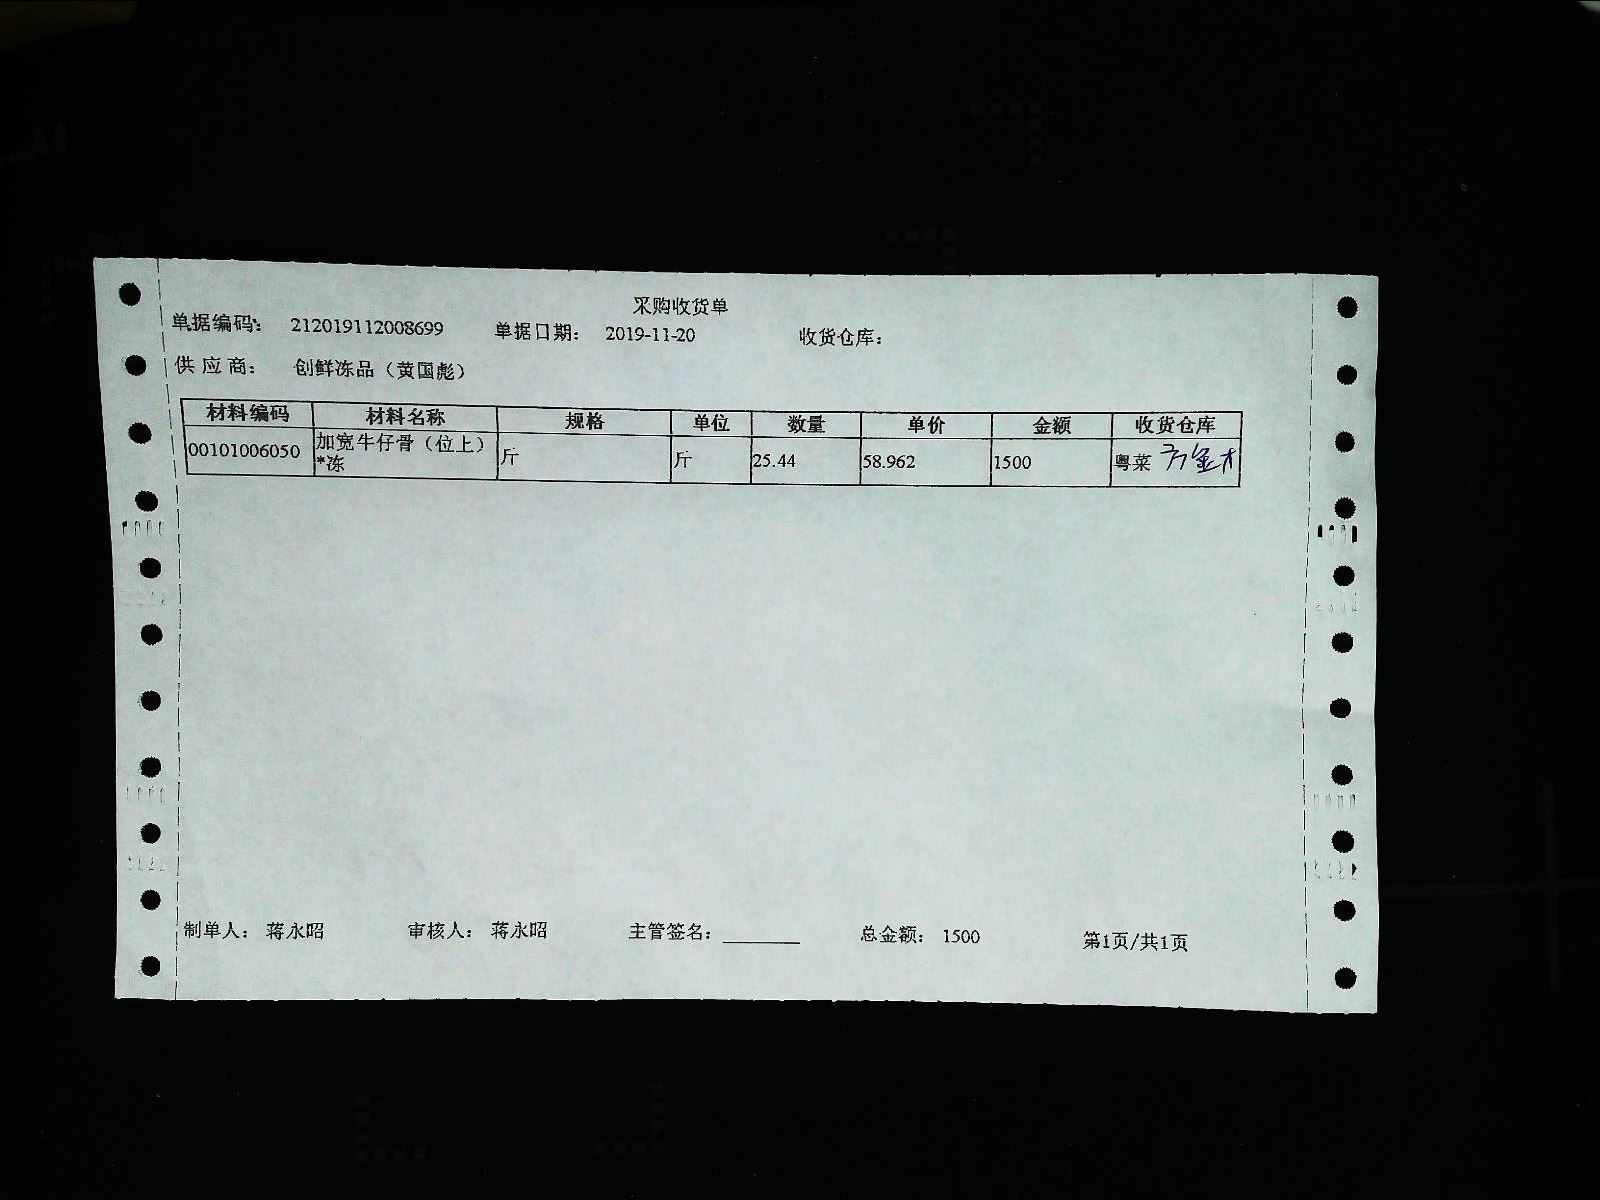 采购收货单
单据编码: 212019112008699 单据日期: 2019-11-20 收货仓库:
供应商: 创鲜冻品（黄国彪）
材料编码 材料名称 规格 单位 数量 单价 金额 收货仓库
00101006050 加宽牛仔骨（位上）*冻 斤 斤 25.44 58.962 1500 粤菜
制单人: 蒋永昭 审核人: 蒋永昭 主管签名: 总金额: 1500 第1页/共1页